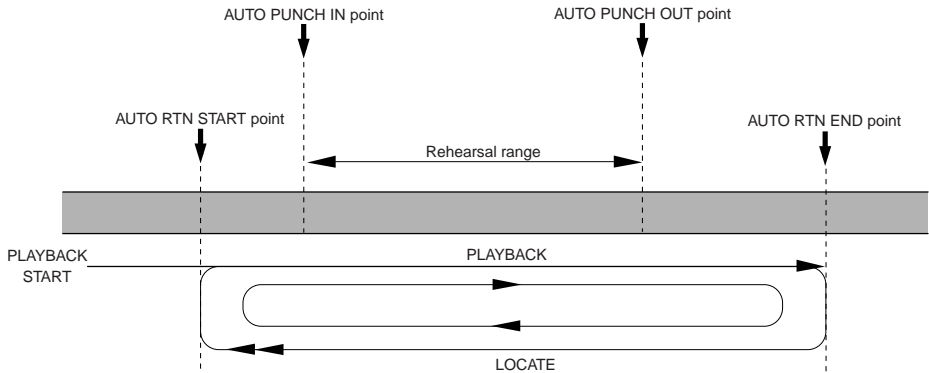 AUTO PUNCH IN point
AUTO PUNCH OUT point
AUTO RTN START point
AUTO RTN END point
Rehearsal range
PLAYBACK
START
PLAYBACK
LOCATE